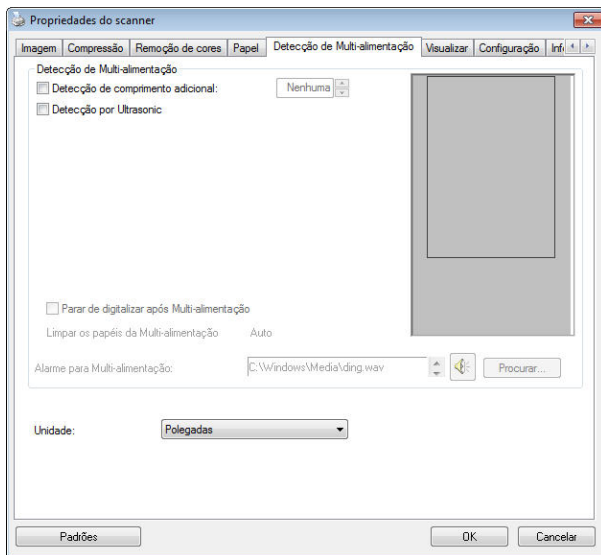 Propriedades do scanner
Imagem Compressão Remoção de cores Papel Detecção de Multi-alimentação Visualizar Configuração Inf
Detecção de Multi-alimentação
Detecção de comprimento adicional: Nenhuma
Detecção por Ultrasonic
Parar de digitalizar após Multi-alimentação
Limpar os papéis da Multi-alimentação Auto
Alarme para Multi-alimentação: C:\Windows\Media\ding.wav Procurar...
Unidade: Polegadas
Padrões OK Cancelar